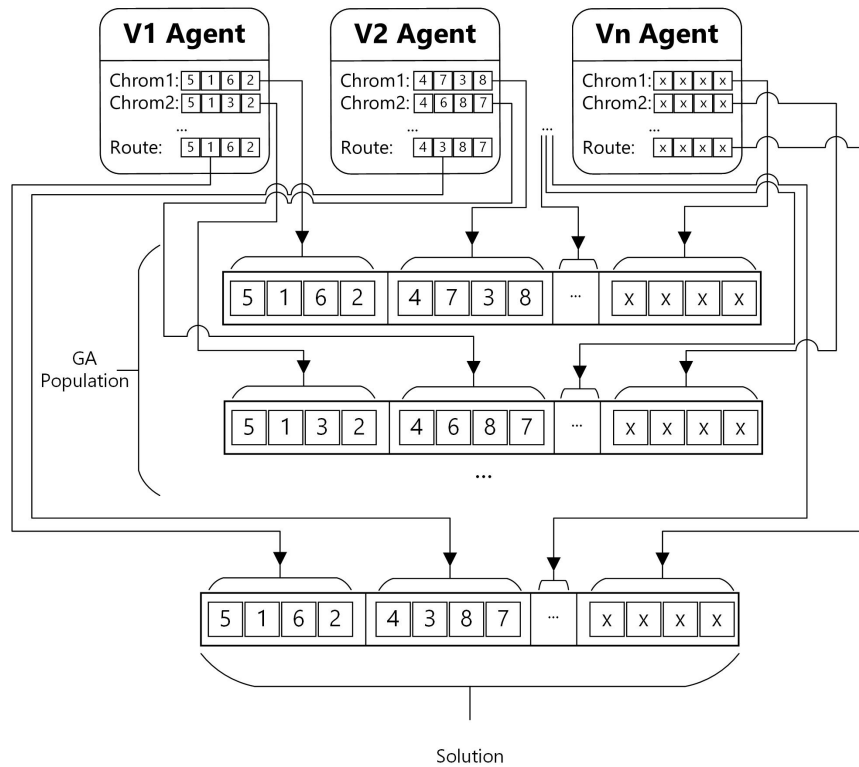 V1 Agent
Chrom1: 5 1 6 2
Chrom2: 5 1 3 2
...
Route: 5 1 6 2
V2 Agent
Chrom1: 4 7 3 8
Chrom2: 4 6 8 7
...
Route: 4 3 8 7
...
Vn Agent
Chrom1: x x x x
Chrom2: x x x x
...
Route: x x x x
5 1 6 2 4 7 3 8 ... x x x x
GA
Population
5 1 3 2 4 6 8 7 ... x x x x
...
5 1 6 2 4 3 8 7 ... x x x x
Solution